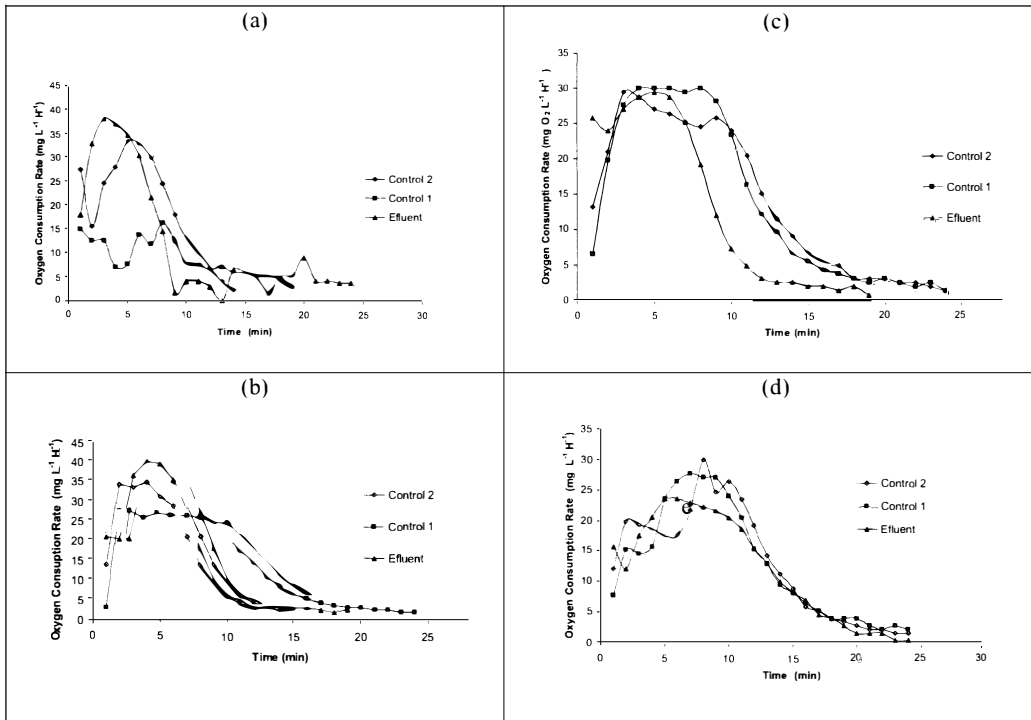 (a)
Oxygen Consumption Rate (mg L⁻¹ H⁻¹)
45
40
35
30
25
20
15
10
5
0
0 5 10 15 20 25 30
Time (min)
Control 2
Control 1
Efluent
(c)
Oxygen Consumption Rate (mg O₂ L⁻¹ H⁻¹)
35
30
25
20
15
10
5
0
0 5 10 15 20 25
Time (min)
Control 2
Control 1
Efluent
(b)
Oxygen Consuption Rate (mg L⁻¹ H⁻¹)
45
40
35
30
25
20
15
10
5
0
0 5 10 15 20 25
Time (min)
Control 2
Control 1
Efluent
(d)
Oxygen Consumption Rate (mg L⁻¹ H⁻¹)
35
30
25
20
15
10
5
0
0 5 10 15 20 25 30
Time (min)
Control 2
Control 1
Efluent
e